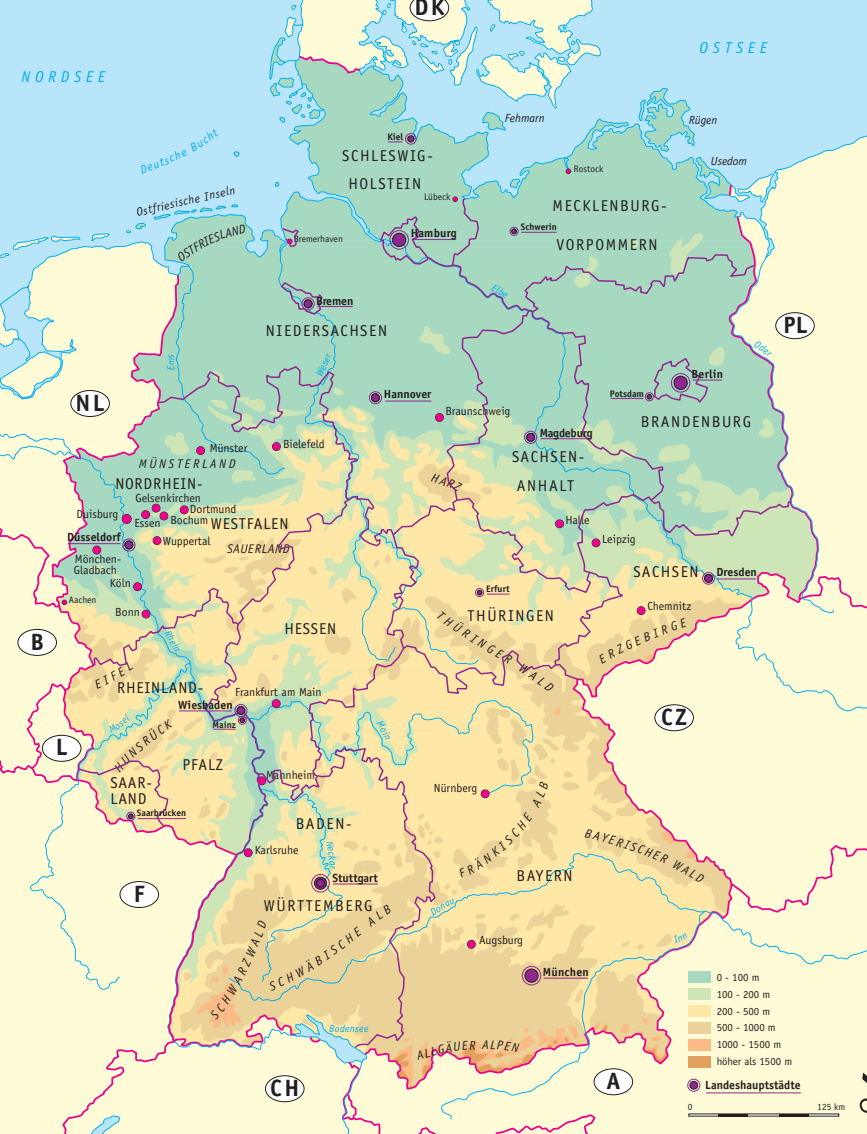 DK
OSTSEE
NORDSEE
Fehmarn
Rügen
Kiel
Deutsche Bucht
SCHLESWIG-
HOLSTEIN
Usedom
Rostock
Ostfriesische Inseln
Lübeck
MECKLENBURG-
VORPOMMERN
Schwerin
Hamburg
OSTFRIESLAND
Bremerhaven
Elbe
Bremen
NIEDERSACHSEN
PL
Oder
Ems
Weser
Berlin
Potsdam
Hannover
NL
Braunschweig
BRANDENBURG
Magdeburg
Bielefeld
Münster
MÜNSTERLAND
SACHSEN-
ANHALT
HARZ
NORDRHEIN-
WESTFALEN
Gelsenkirchen
Dortmund
Duisburg
Essen
Bochum
Halle
Düsseldorf
Wuppertal
Leipzig
SAUERLAND
Mönchen-
Gladbach
Köln
SACHSEN
Dresden
Aachen
Erfurt
Bonn
THÜRINGEN
Chemnitz
HESSEN
B
Rhein
THÜRINGER WALD
ERZGEBIRGE
EIFEL
RHEINLAND-
PFALZ
Frankfurt am Main
Wiesbaden
Mainz
Mosel
Main
CZ
L
HUNSRÜCK
SAAR-
LAND
Mannheim
Nürnberg
Saarbrücken
BADEN-
WÜRTTEMBERG
FRÄNKISCHE ALB
BAYERISCHER WALD
Karlsruhe
Neckar
BAYERN
Stuttgart
F
Donau
SCHWARZWALD
SCHWÄBISCHE ALB
Augsburg
Inn
München
Bodensee
ALLGÄUER ALPEN
CH
A
0 - 100 m
100 - 200 m
200 - 500 m
500 - 1000 m
1000 - 1500 m
höher als 1500 m
Landeshauptstädte
0 125 km